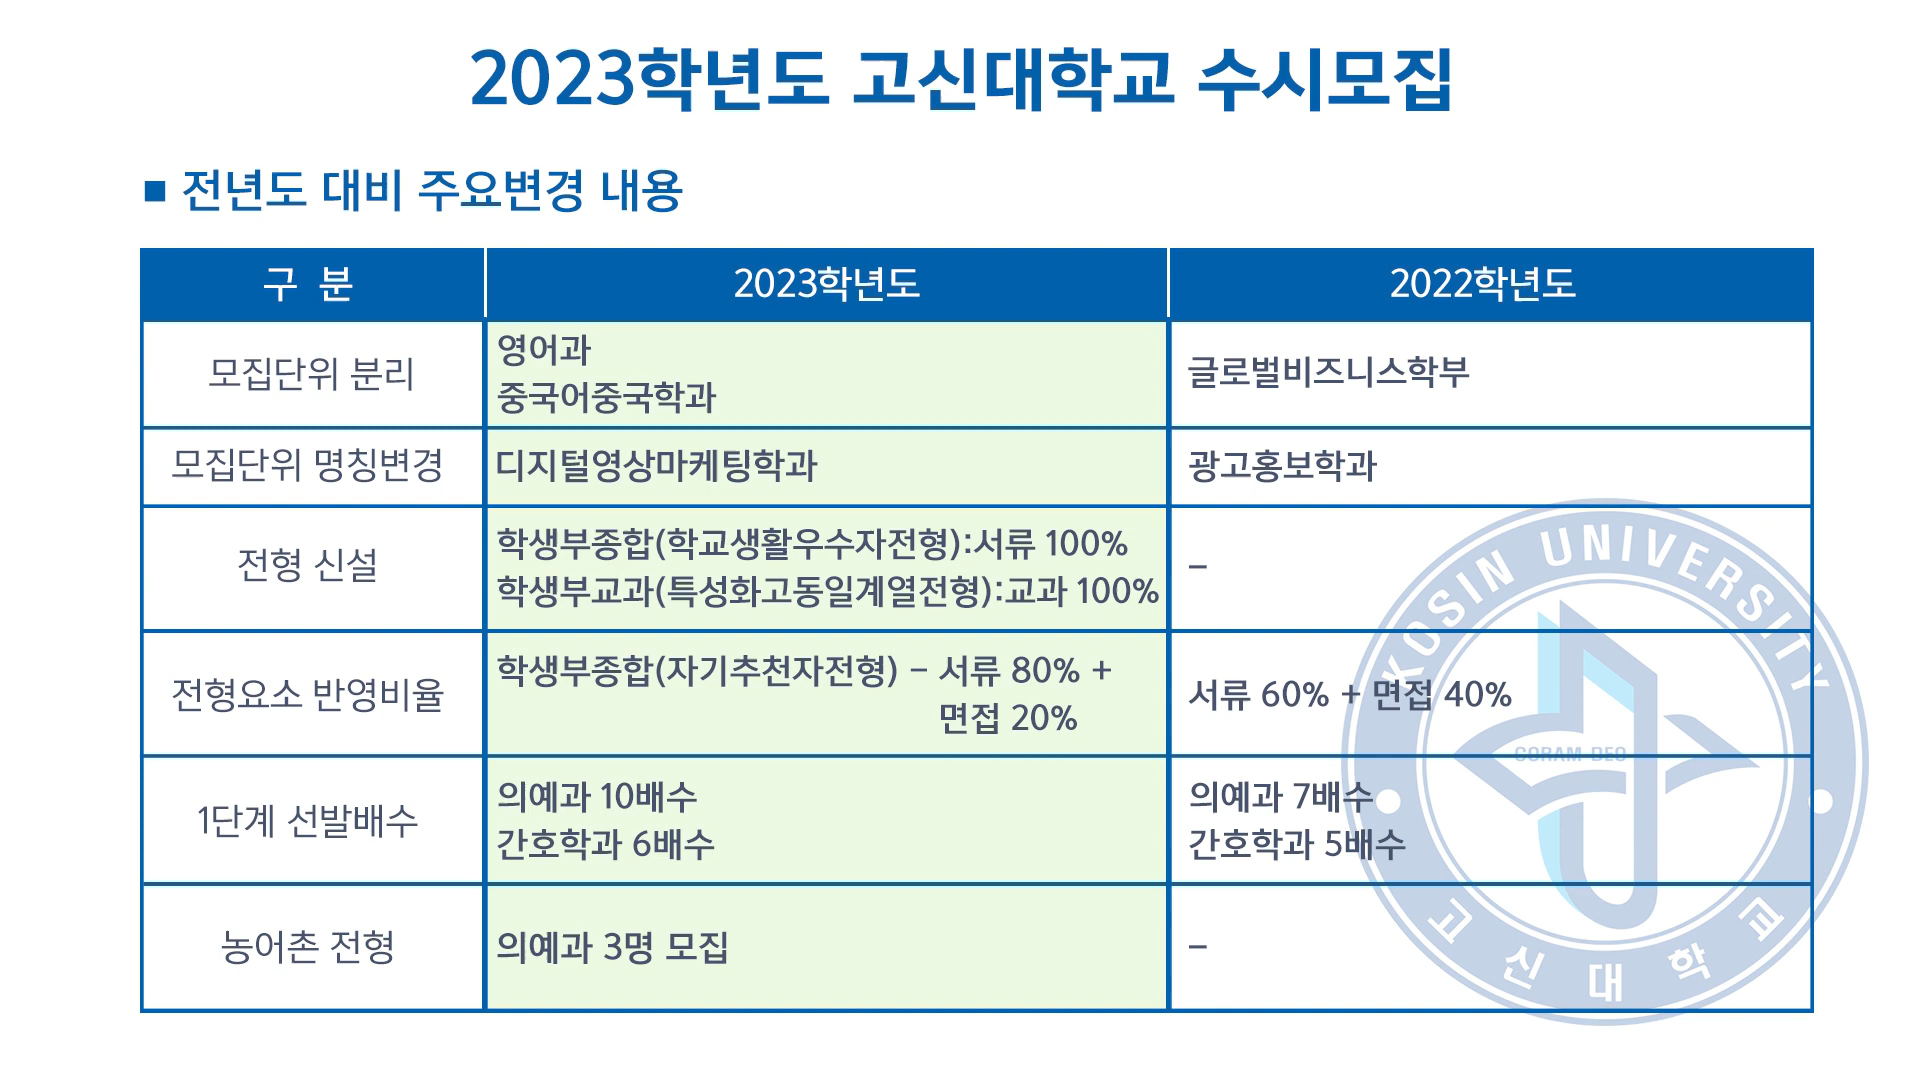 2023학년도 고신대학교 수시모집
■ 전년도 대비 주요변경 내용
구 분 2023학년도 2022학년도
모집단위 분리
영어과
중국어중국학과
글로벌비즈니스학부
모집단위 명칭변경 디지털영상마케팅학과 광고홍보학과
전형 신설
학생부종합(학교생활우수자전형):서류 100%
학생부교과(특성화고동일계열전형):교과 100%
-
전형요소 반영비율
학생부종합(자기추천자전형) - 서류 80% +
면접 20%
서류 60% + 면접 40%
1단계 선발배수
의예과 10배수
간호학과 6배수
의예과 7배수
간호학과 5배수
농어촌 전형 의예과 3명 모집 -
KOSIN UNIVERSITY
CORAM DEO
고신대학교